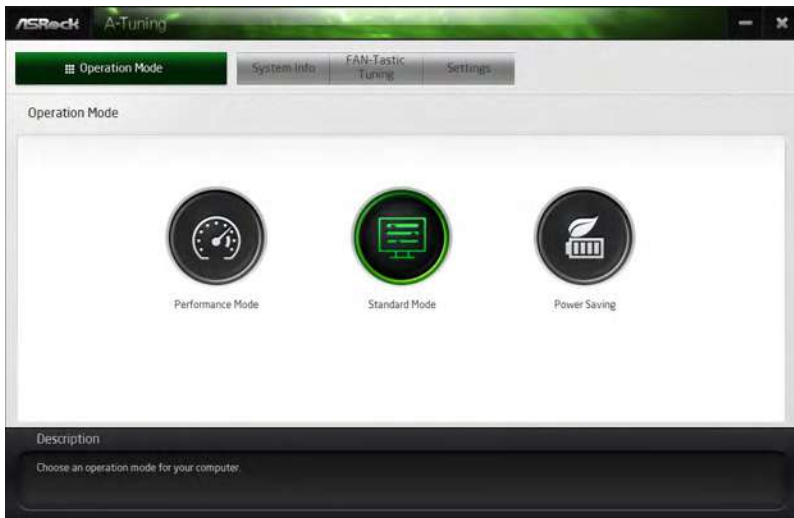 ASRock A-Tuning
Operation Mode
System Info
FAN-Tastic
Tuning
Settings
Operation Mode
Performance Mode
Standard Mode
Power Saving
Description
Choose an operation mode for your computer.